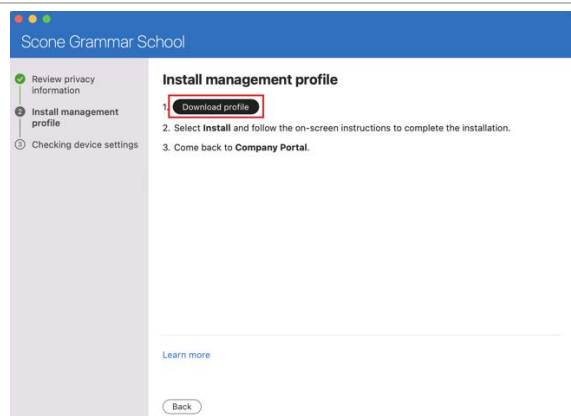 Scone Grammar School
Review privacy
information
2 Install management
profile
3 Checking device settings
Install management profile
1. Download profile
2. Select Install and follow the on-screen instructions to complete the installation.
3. Come back to Company Portal.
Learn more
Back